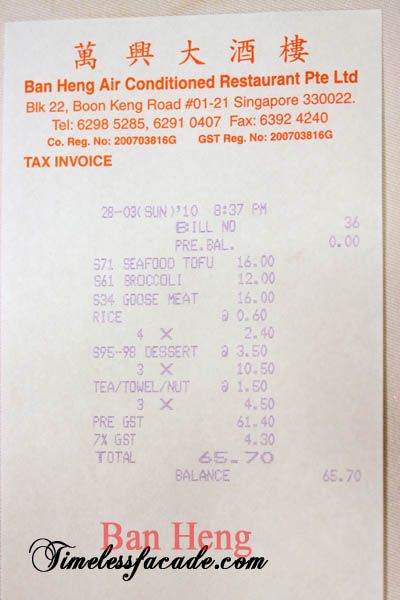 萬興大酒樓
Ban Heng Air Conditioned Restaurant Pte Ltd
Blk 22, Boon Keng Road #01-21 Singapore 330022.
Tel: 6298 5285, 6291 0407 Fax: 6392 4240
Co. Reg. No: 200703816G GST Reg. No: 200703816G
TAX INVOICE
28-03(SUN)'10 8:37 PM
BILL NO 36
PRE.BAL. 0.00
S71 SEAFOOD TOFU 16.00
S61 BROCCOLI 12.00
S34 GOOSE MEAT 16.00
RICE @ 0.60
4 X 2.40
S95-98 DESSERT @ 3.50
3 X 10.50
TEA/TOWEL/NUT @ 1.50
3 X 4.50
PRE GST 61.40
7% GST 4.30
TOTAL 65.70
BALANCE 65.70
Ban Heng
Timelessfacade.com